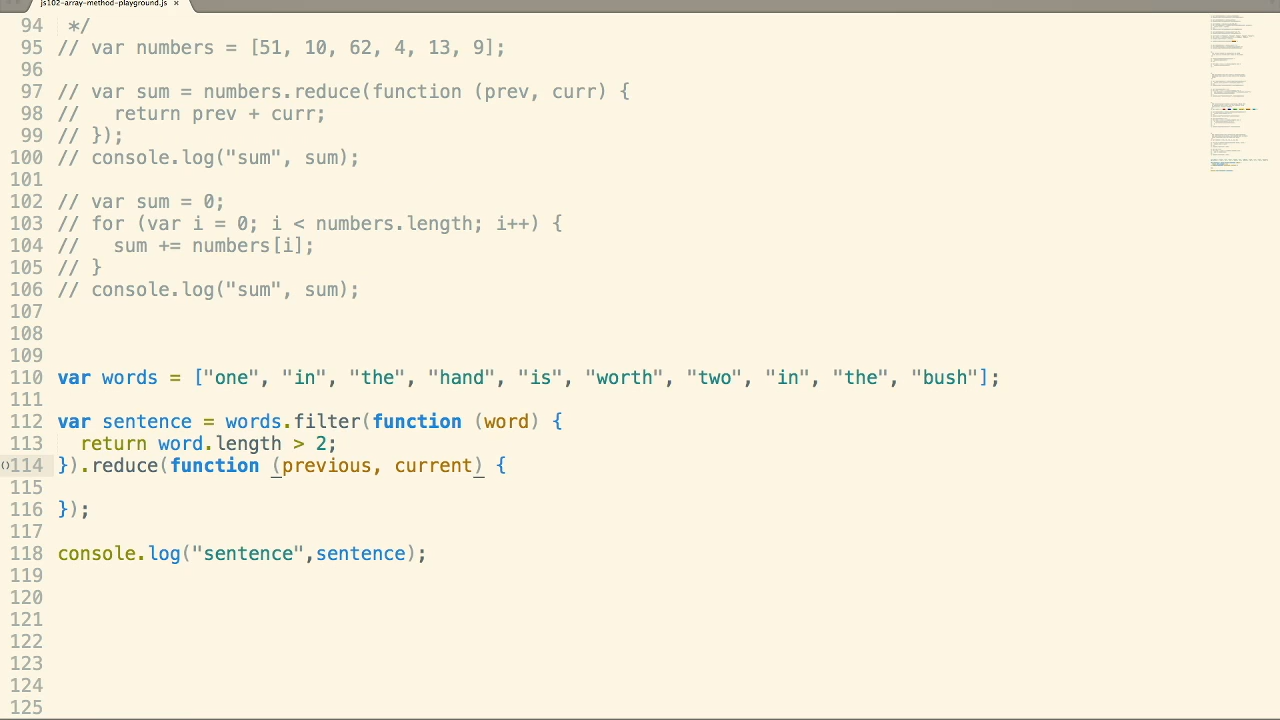 js102-array-method-playground.js ×
94  */
95 // var numbers = [51, 10, 62, 4, 13, 9];
96
97 // var sum = numbers.reduce(function (prev, curr) {
98 //   return prev + curr;
99 // });
100 // console.log("sum", sum);
101
102 // var sum = 0;
103 // for (var i = 0; i < numbers.length; i++) {
104 //   sum += numbers[i];
105 // }
106 // console.log("sum", sum);
107
108
109
110 var words = ["one", "in", "the", "hand", "is", "worth", "two", "in", "the", "bush"];
111
112 var sentence = words.filter(function (word) {
113   return word.length > 2;
()114 }).reduce(function (previous, current) {
115
116 });
117
118 console.log("sentence",sentence);
119
120
121
122
123
124
125